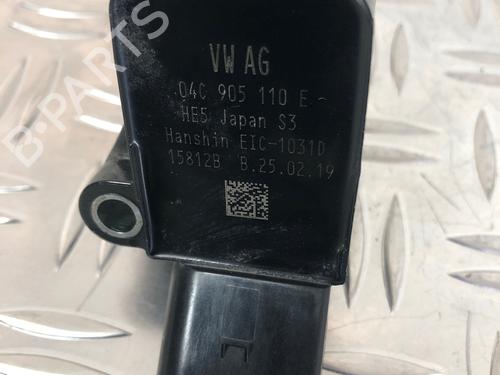 VW AG
04C 905 110 E
HE5 Japan S3
Hanshin EIC-1031D
15812B B.25.02.19
B-PARTS